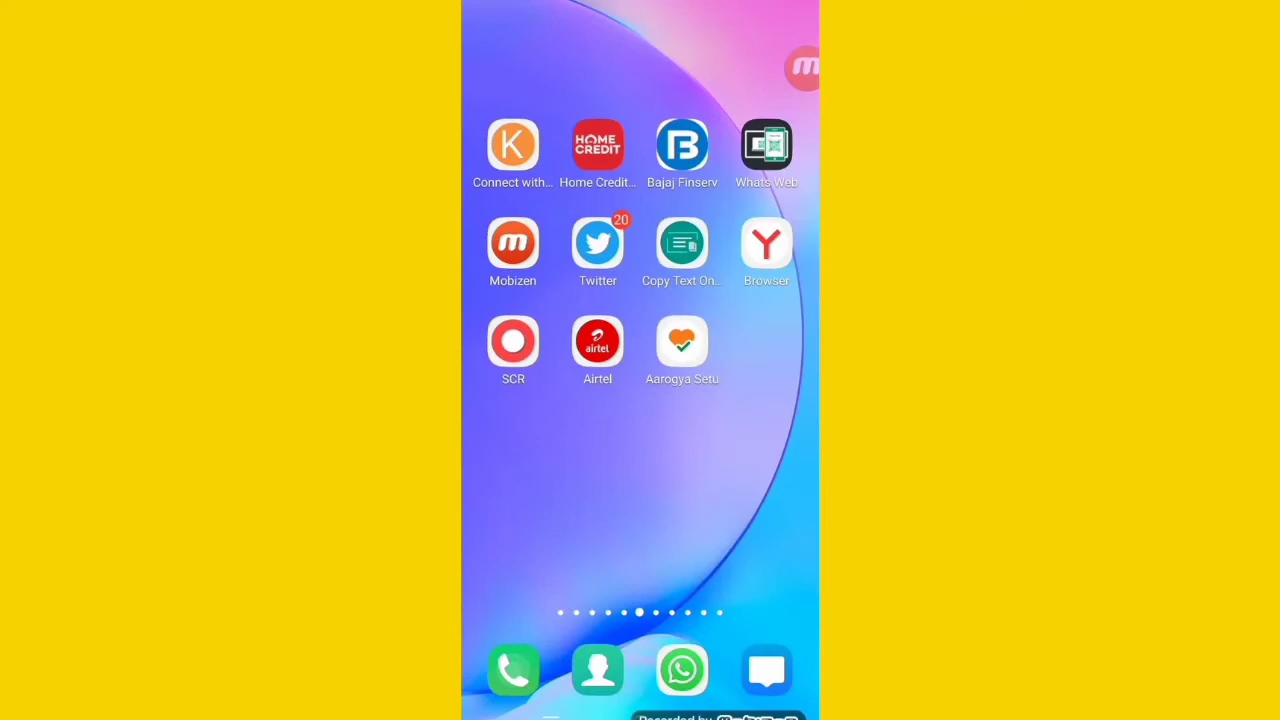 m
K
HOME
CREDIT
B
Connect with... Home Credit... Bajaj Finserv Whats Web
20
m
Y
Mobizen Twitter Copy Text On.. Browser
airtel
SCR Airtel Aarogya Setu
Recorded by